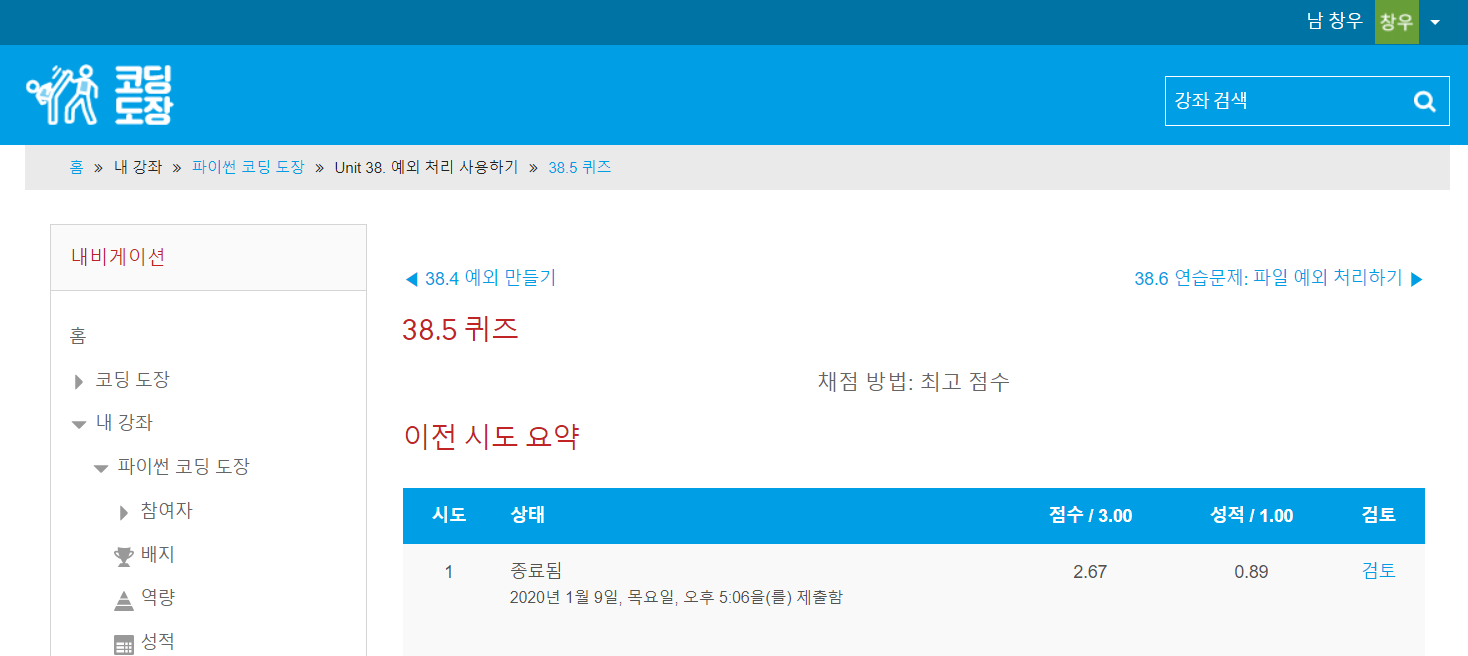 남 창우 창우
코딩
도장
강좌 검색
홈 » 내 강좌 » 파이썬 코딩 도장 » Unit 38. 예외 처리 사용하기 » 38.5 퀴즈
내비게이션
홈
코딩 도장
내 강좌
파이썬 코딩 도장
참여자
배지
역량
성적
◀ 38.4 예외 만들기
38.6 연습문제: 파일 예외 처리하기 ▶
38.5 퀴즈
채점 방법: 최고 점수
이전 시도 요약
시도 상태 점수 / 3.00 성적 / 1.00 검토
1 종료됨 2.67 0.89 검토
2020년 1월 9일, 목요일, 오후 5:06을(를) 제출함